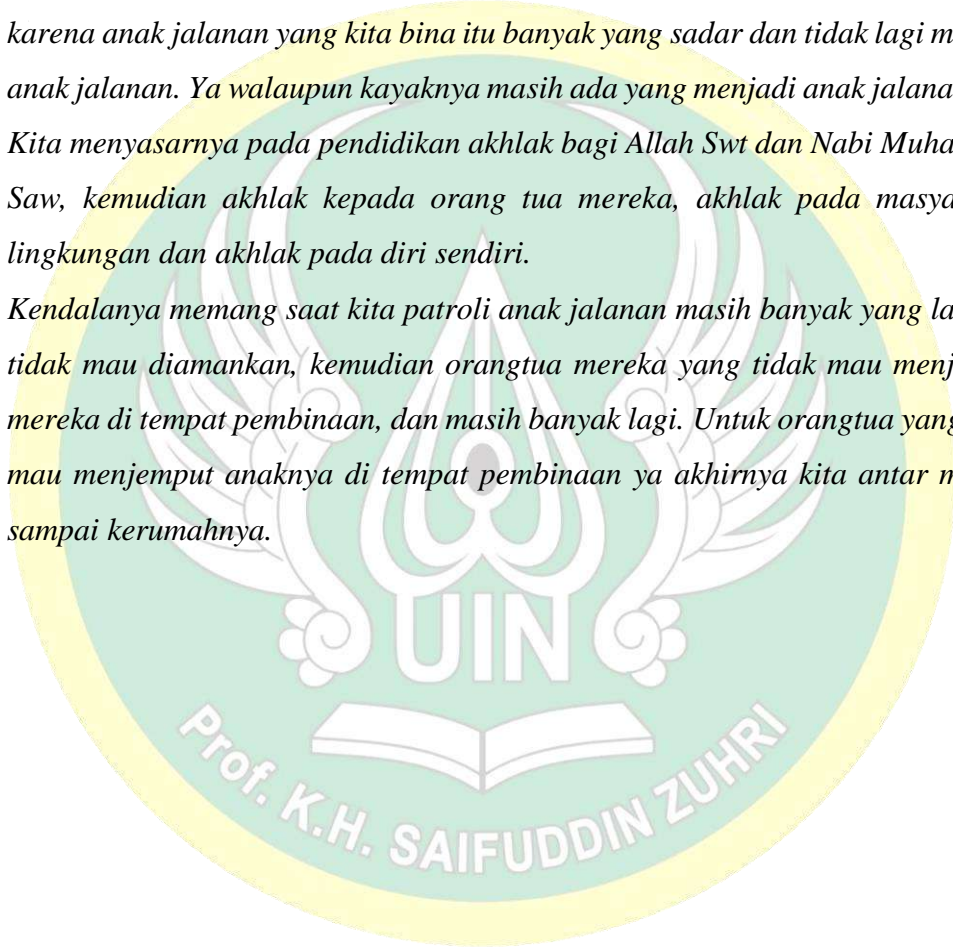 karena anak jalanan yang kita bina itu banyak yang sadar dan tidak lagi m
anak jalanan. Ya walaupun kayaknya masih ada yang menjadi anak jalana
Kita menyasarnya pada pendidikan akhlak bagi Allah Swt dan Nabi Muha
Saw, kemudian akhlak kepada orang tua mereka, akhlak pada masya
lingkungan dan akhlak pada diri sendiri.
Kendalanya memang saat kita patroli anak jalanan masih banyak yang la
tidak mau diamankan, kemudian orangtua mereka yang tidak mau menj
mereka di tempat pembinaan, dan masih banyak lagi. Untuk orangtua yang
mau menjemput anaknya di tempat pembinaan ya akhirnya kita antar m
sampai kerumahnya.
UIN
Prof. K.H. SAIFUDDIN ZUHRI